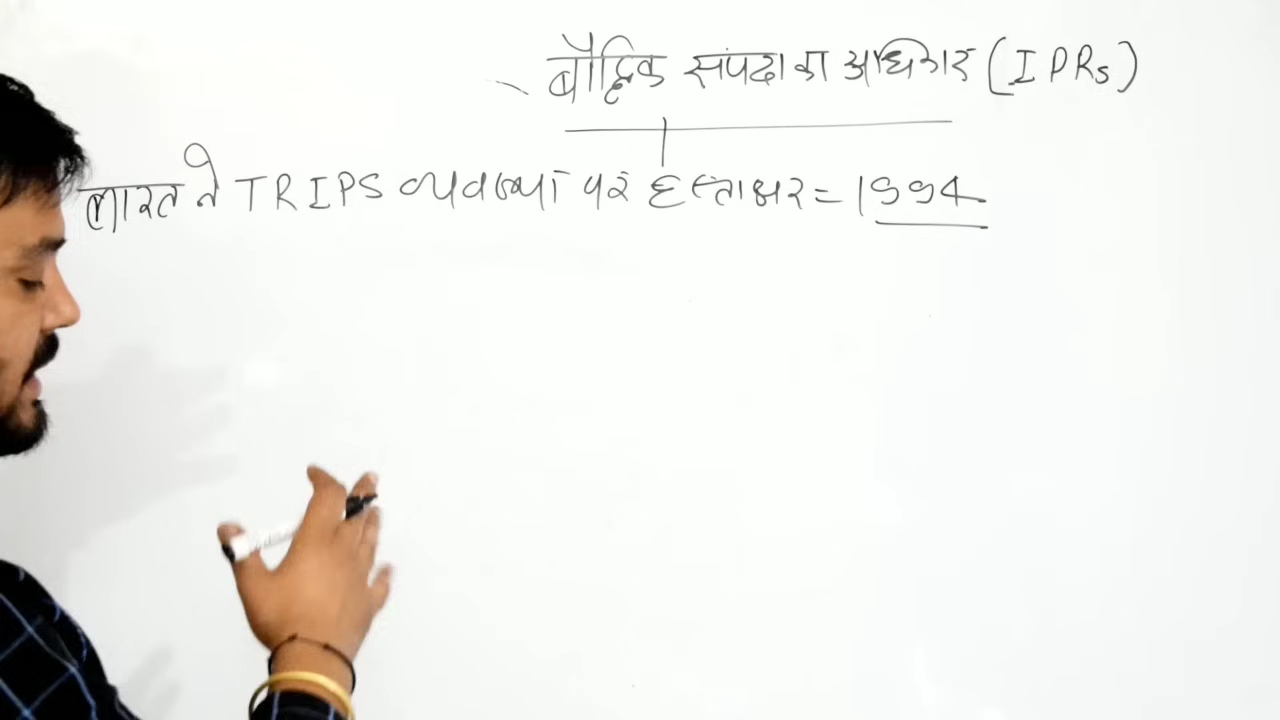 बौद्धिक संपदा का अधिकार (IPRs)
भारत ने TRIPS व्यवस्था पर हस्ताक्षर = 1994